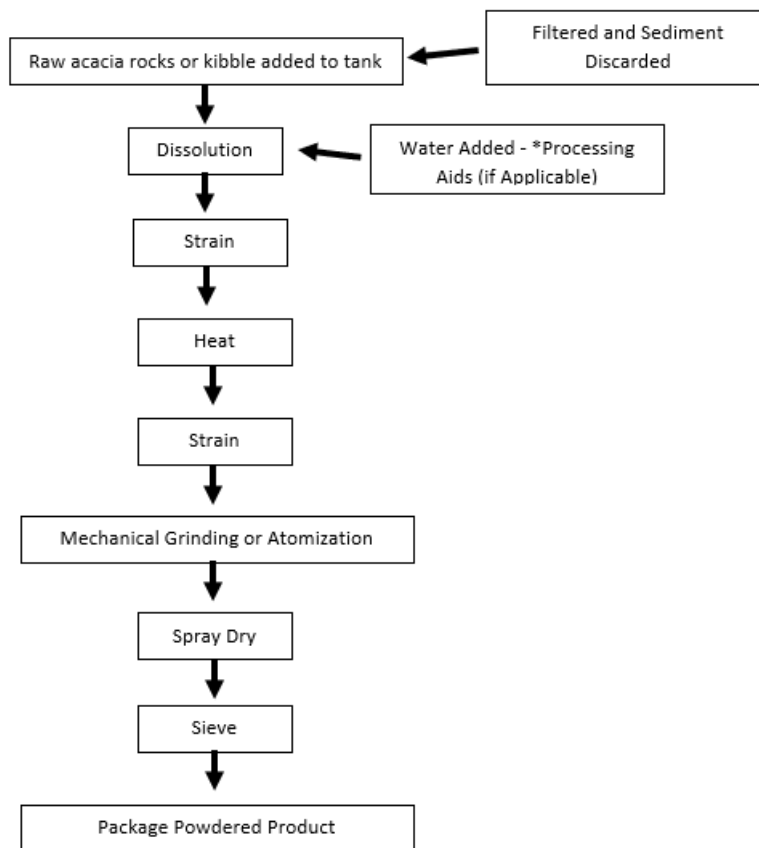 Filtered and Sediment
Discarded
Raw acacia rocks or kibble added to tank
Dissolution
Water Added - *Processing
Aids (if Applicable)
Strain
Heat
Strain
Mechanical Grinding or Atomization
Spray Dry
Sieve
Package Powdered Product